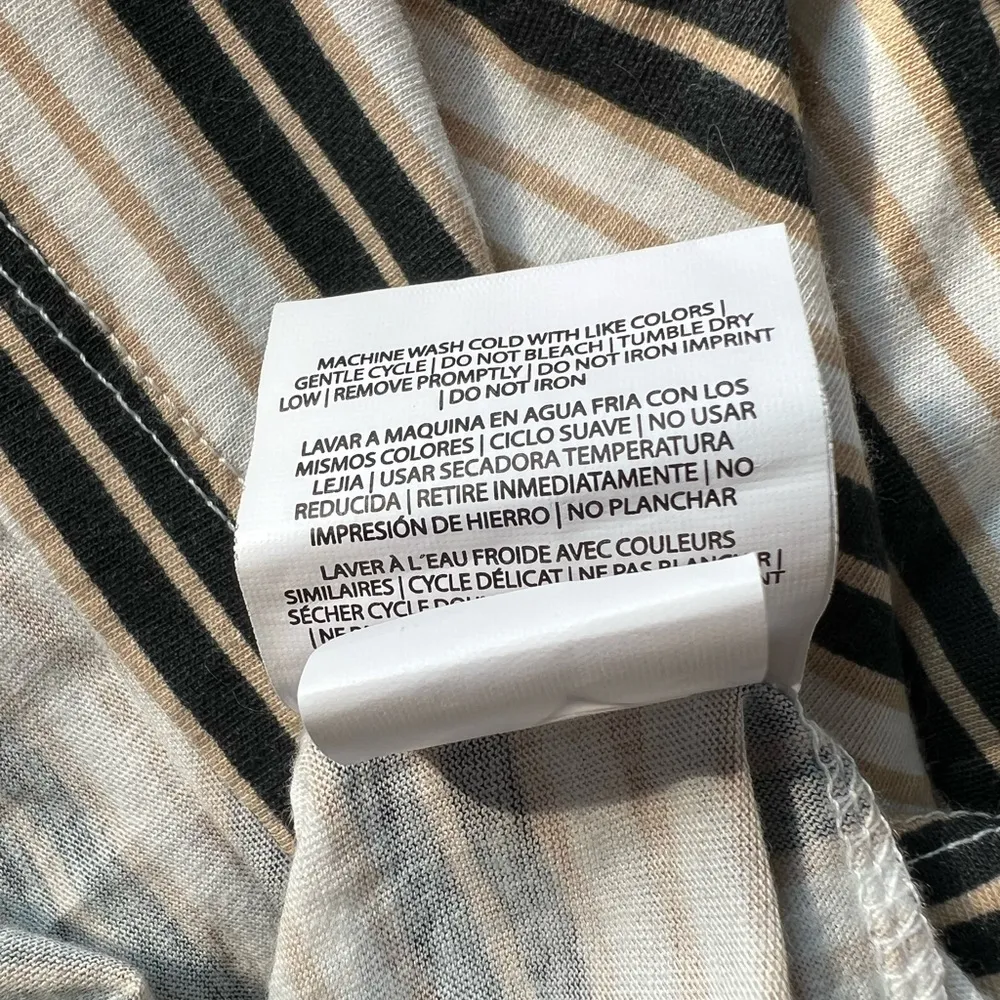 MACHINE WASH COLD WITH LIKE COLORS |
GENTLE CYCLE | DO NOT BLEACH | TUMBLE DRY
LOW | REMOVE PROMPTLY | DO NOT IRON IMPRINT
| DO NOT IRON
LAVAR A MAQUINA EN AGUA FRIA CON LOS
MISMOS COLORES | CICLO SUAVE | NO USAR
LEJIA | USAR SECADORA TEMPERATURA
REDUCIDA | RETIRE INMEDIATAMENTE | NO
IMPRESIÓN DE HIERRO | NO PLANCHAR
LAVER À L´EAU FROIDE AVEC COULEURS
SIMILAIRES | CYCLE DÉLICAT | NE PAS
SÉCHER CYCLE